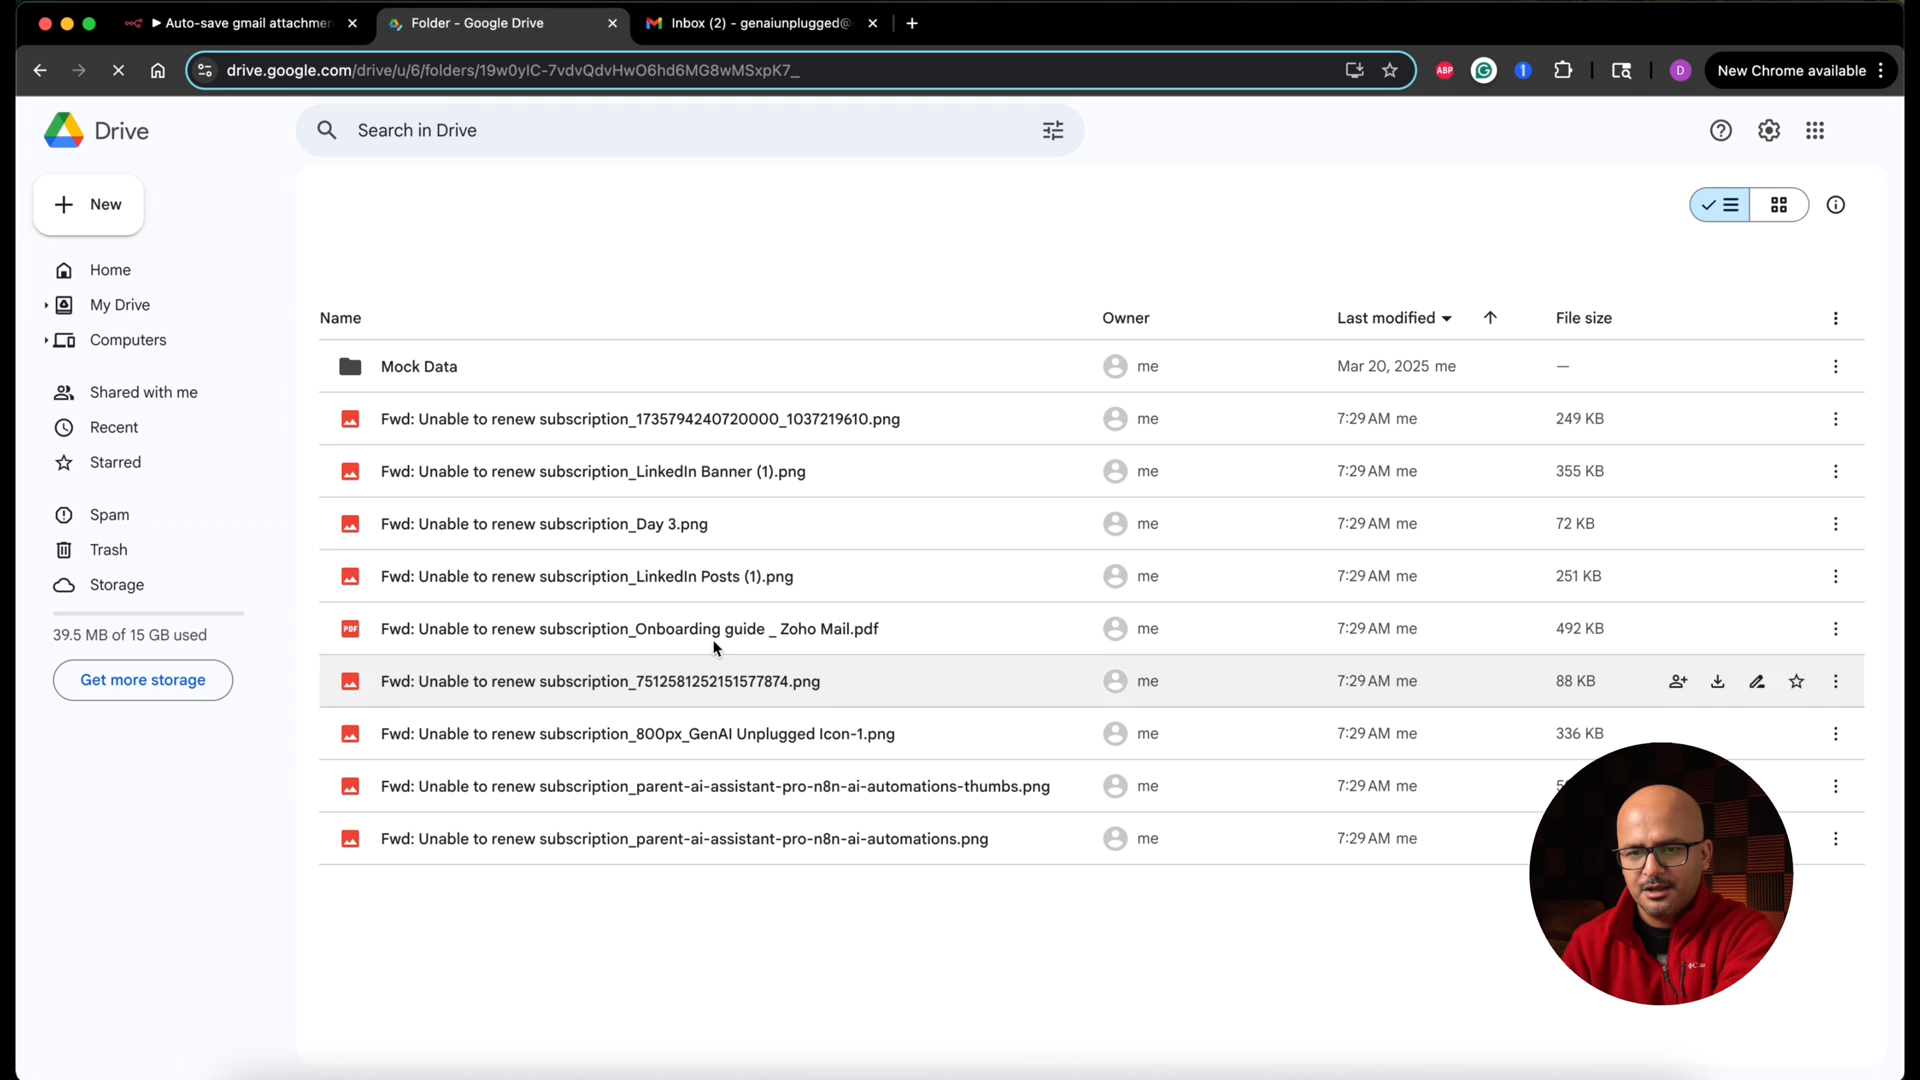 Auto-save gmail attachmen
Folder - Google Drive
Inbox (2) - genaiunplugged@
drive.google.com/drive/u/6/folders/19w0yIC-7vdvQdvHwO6hd6MG8wMSxpK7_
ABP
1
D
New Chrome available
Drive
Search in Drive
New
Home
My Drive
Computers
Shared with me
Recent
Starred
Spam
Trash
Storage
39.5 MB of 15 GB used
Get more storage
Name Owner Last modified File size
Mock Data me Mar 20, 2025 me —
Fwd: Unable to renew subscription_1735794240720000_1037219610.png me 7:29 AM me 249 KB
Fwd: Unable to renew subscription_LinkedIn Banner (1).png me 7:29 AM me 355 KB
Fwd: Unable to renew subscription_Day 3.png me 7:29 AM me 72 KB
Fwd: Unable to renew subscription_LinkedIn Posts (1).png me 7:29 AM me 251 KB
PDF Fwd: Unable to renew subscription_Onboarding guide _ Zoho Mail.pdf me 7:29 AM me 492 KB
Fwd: Unable to renew subscription_7512581252151577874.png me 7:29 AM me 88 KB
Fwd: Unable to renew subscription_800px_GenAI Unplugged Icon-1.png me 7:29 AM me 336 KB
Fwd: Unable to renew subscription_parent-ai-assistant-pro-n8n-ai-automations-thumbs.png me 7:29 AM me
Fwd: Unable to renew subscription_parent-ai-assistant-pro-n8n-ai-automations.png me 7:29 AM me